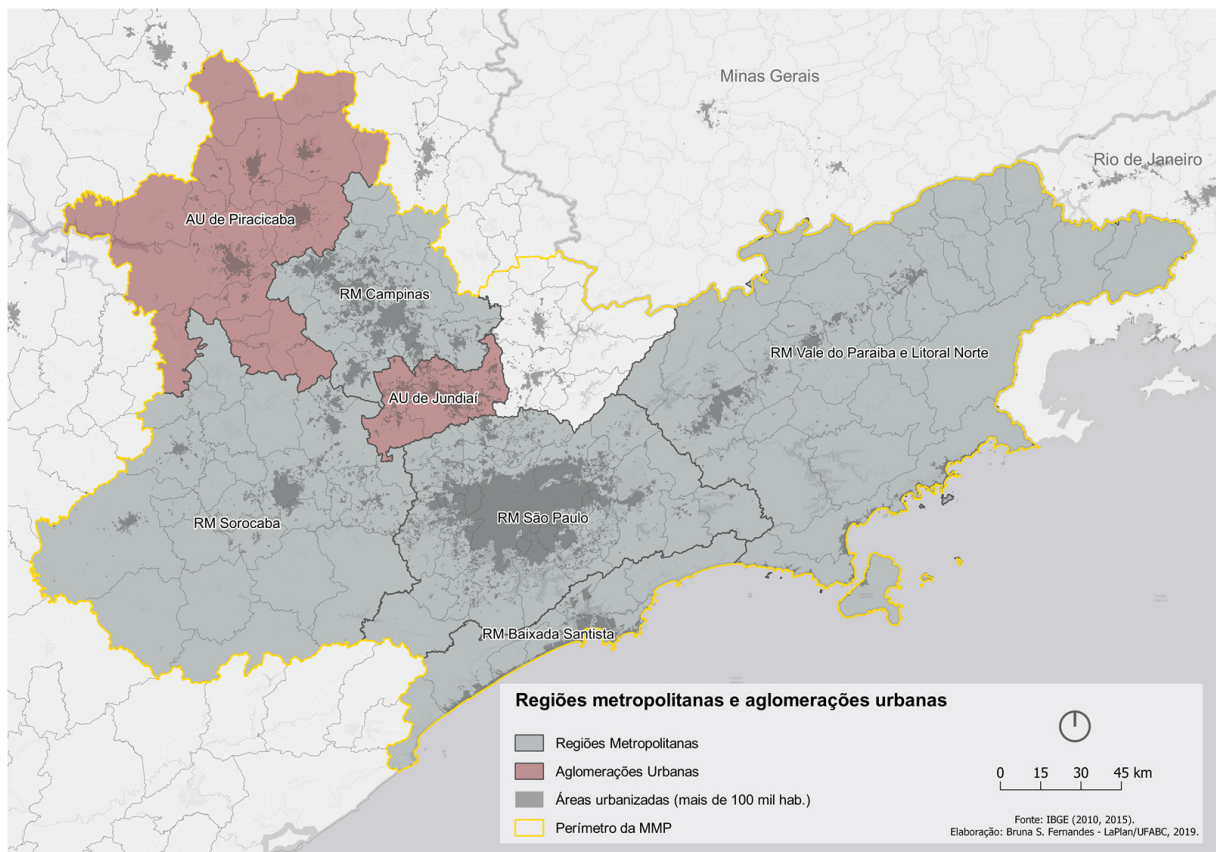 Minas Gerais
Rio de Janeiro
AU de Piracicaba
RM Campinas
RM Vale do Paraiba e Litoral Norte
AU de Jundiaí
RM São Paulo
RM Sorocaba
RM Baixada Santista
Regiões metropolitanas e aglomerações urbanas
Regiões Metropolitanas
Aglomerações Urbanas
Áreas urbanizadas (mais de 100 mil hab.)
Perímetro da MMP
0 15 30 45 km
Fonte: IBGE (2010, 2015).
Elaboração: Bruna S. Fernandes - LaPlan/UFABC, 2019.